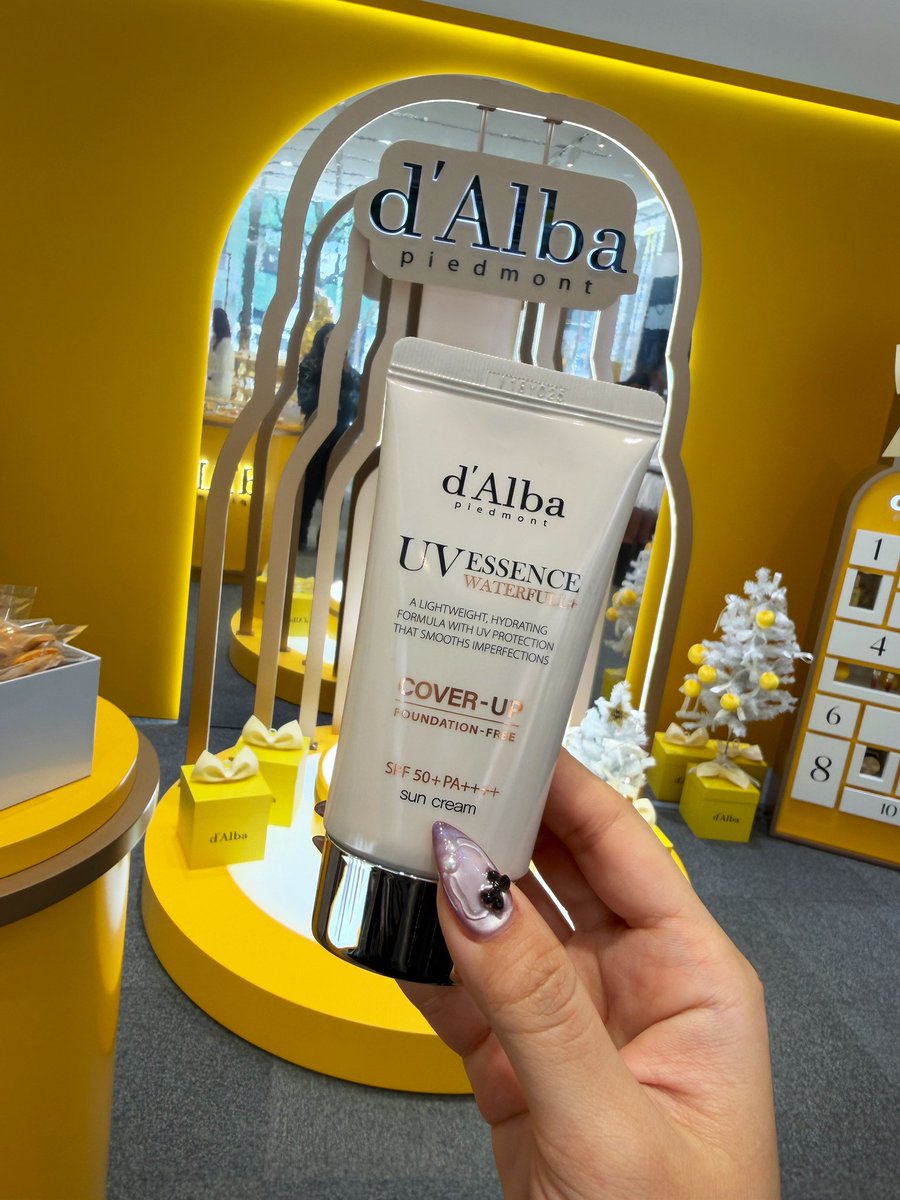 d'Alba
piedmont
d'Alba
piedmont
UV ESSENCE
WATERFULL+
A LIGHTWEIGHT, HYDRATING
FORMULA WITH UV PROTECTION
THAT SMOOTHS IMPERFECTIONS
COVER-UP
FOUNDATION-FREE
SPF 50+ PA++++
sun cream
d'Alba
d'Alba
1
4
6
8
10